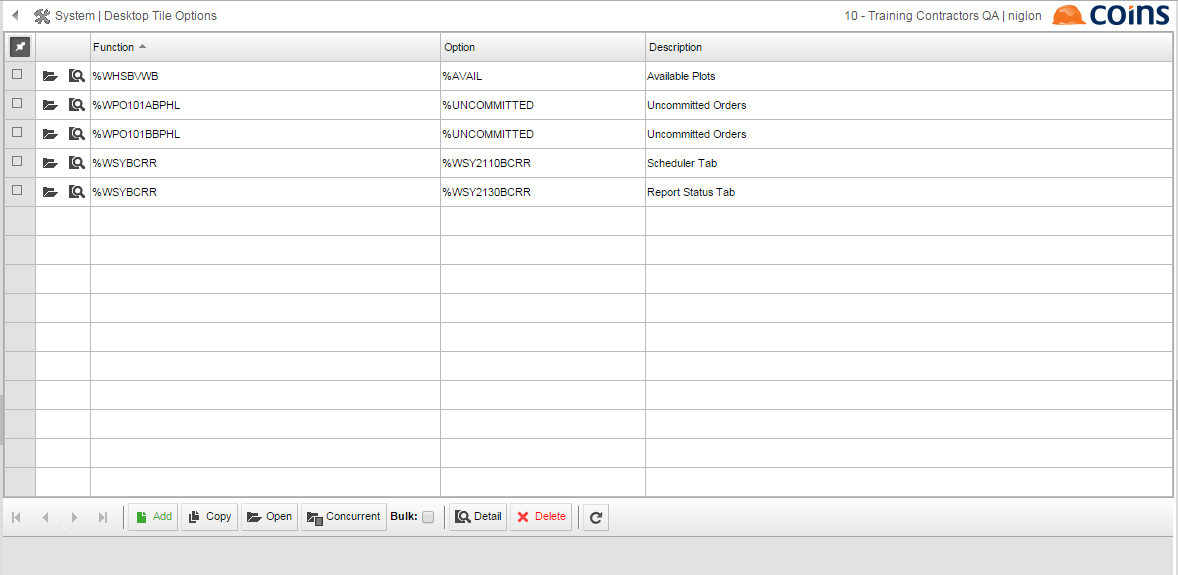 System | Desktop Tile Options
10 - Training Contractors QA | niglon
coins
Function Option Description
%WHSBVWB %AVAIL Available Plots
%WPO101ABPHL %UNCOMMITTED Uncommitted Orders
%WPO101BBPHL %UNCOMMITTED Uncommitted Orders
%WSYBCRR %WSY2110BCRR Scheduler Tab
%WSYBCRR %WSY2130BCRR Report Status Tab
Add Copy Open Concurrent Bulk: Detail Delete